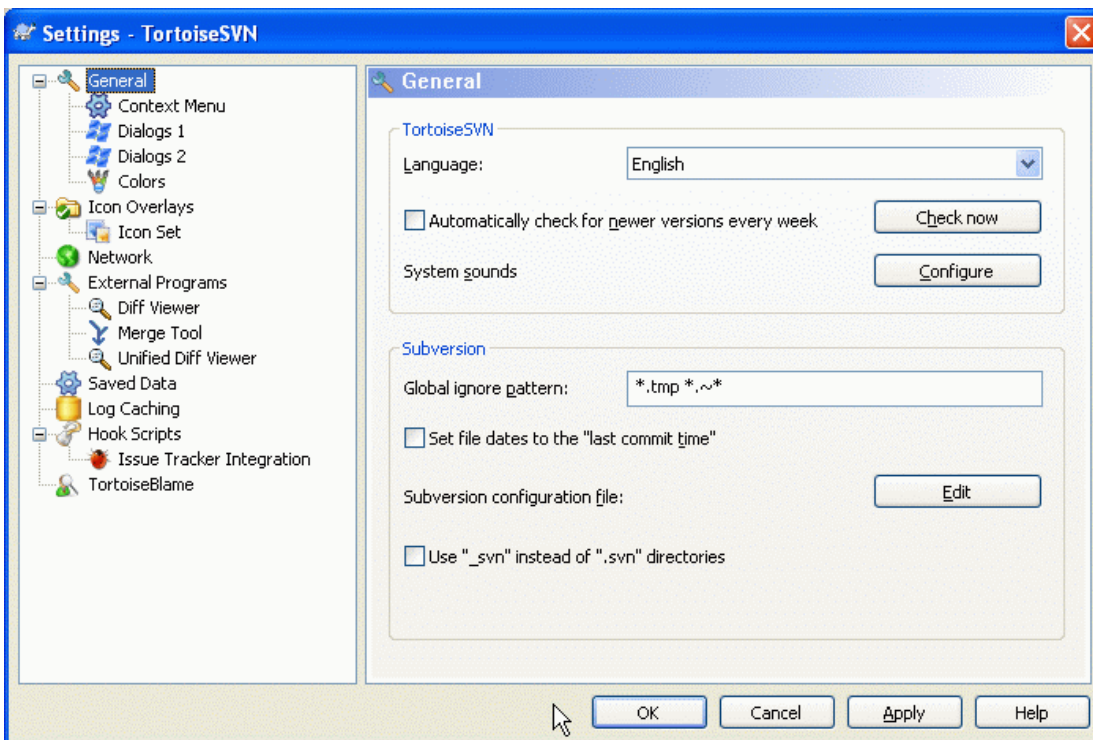 Settings - TortoiseSVN
General
Context Menu
Dialogs 1
Dialogs 2
Colors
Icon Overlays
Icon Set
Network
External Programs
Diff Viewer
Merge Tool
Unified Diff Viewer
Saved Data
Log Caching
Hook Scripts
Issue Tracker Integration
TortoiseBlame
General
TortoiseSVN
Language: English
Automatically check for newer versions every week Check now
System sounds Configure
Subversion
Global ignore pattern: *.tmp *.~*
Set file dates to the "last commit time"
Subversion configuration file: Edit
Use "_svn" instead of ".svn" directories
OK Cancel Apply Help